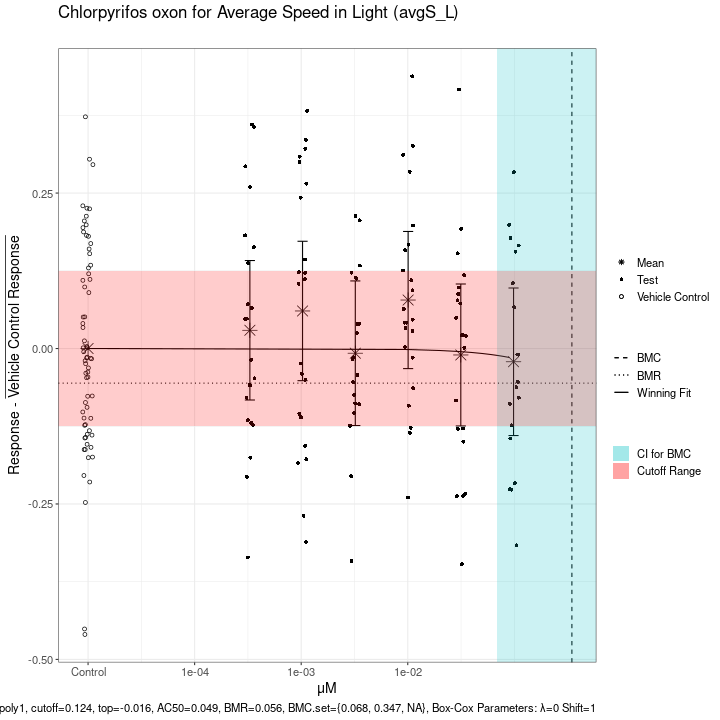 Chlorpyrifos oxon for Average Speed in Light (avgS_L)
Response - Vehicle Control Response
0.25
0.00
-0.25
-0.50
Control
1e-04
1e-03
1e-02
μM
Mean
Test
Vehicle Control
BMC
BMR
Winning Fit
CI for BMC
Cutoff Range
poly1, cutoff=0.124, top=-0.016, AC50=0.049, BMR=0.056, BMC.set={0.068, 0.347, NA}, Box-Cox Parameters: λ=0 Shift=1